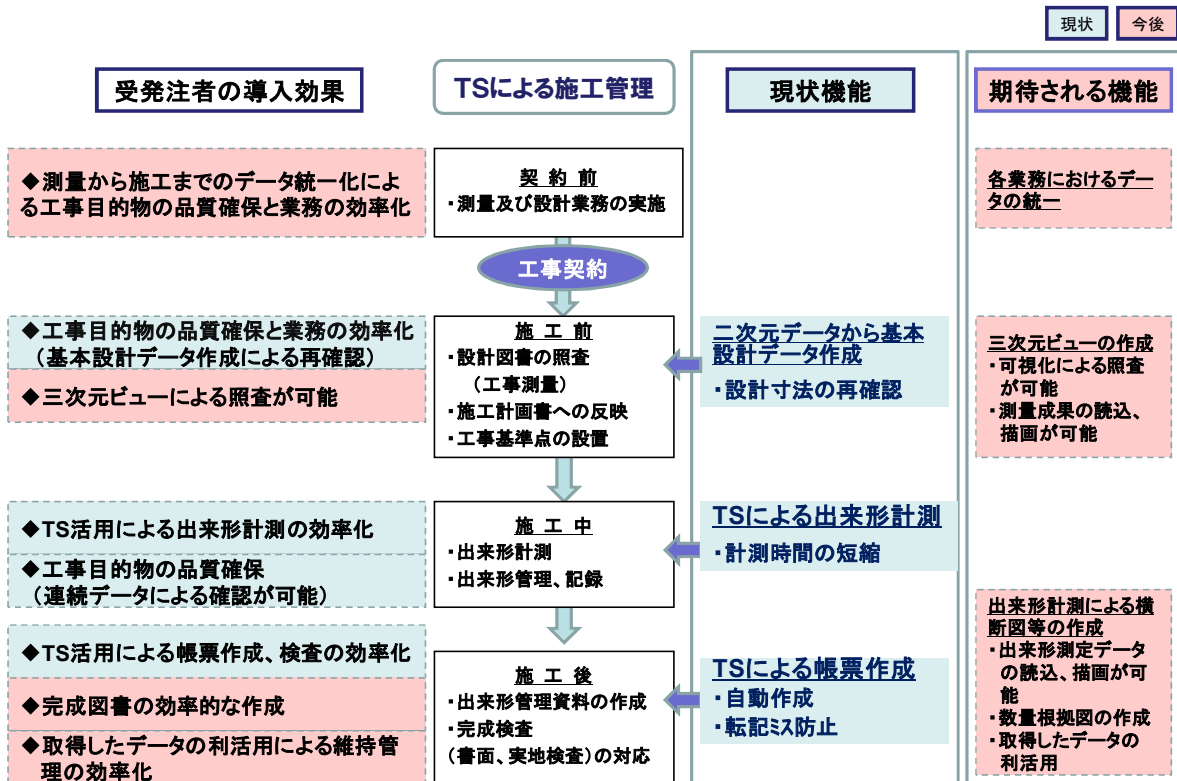 現状
今後
受発注者の導入効果
TSによる施工管理
現状機能
期待される機能
◆測量から施工までのデータ統一化によ
る工事目的物の品質確保と業務の効率化
契 約 前
・測量及び設計業務の実施
各業務におけるデー
タの統一
工事契約
◆工事目的物の品質確保と業務の効率化
（基本設計データ作成による再確認）
◆三次元ビューによる照査が可能
施 工 前
・設計図書の照査
（工事測量）
・施工計画書への反映
・工事基準点の設置
二次元データから基本
設計データ作成
・設計寸法の再確認
三次元ビューの作成
・可視化による照査
が可能
・測量成果の読込、
描画が可能
◆TS活用による出来形計測の効率化
◆工事目的物の品質確保
（連続データによる確認が可能）
施 工 中
・出来形計測
・出来形管理、記録
TSによる出来形計測
・計測時間の短縮
◆TS活用による帳票作成、検査の効率化
◆完成図書の効率的な作成
◆取得したデータの利活用による維持管
理の効率化
施 工 後
・出来形管理資料の作成
・完成検査
（書面、実地検査）の対応
TSによる帳票作成
・自動作成
・転記ミス防止
出来形計測による横
断図等の作成
・出来形測定データ
の読込、描画が可
能
・数量根拠図の作成
・取得したデータの
利活用